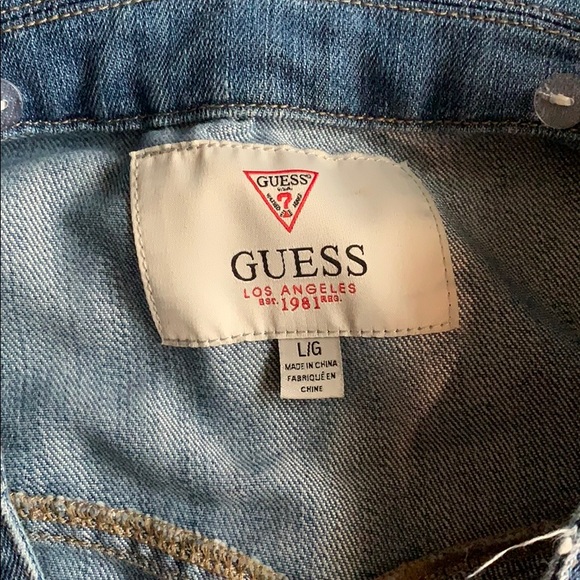 GUESS®
U.S.A.
?
GUESS
LOS ANGELES
EST. 1981 REG.
L/G
MADE IN CHINA
FABRIQUÉ EN
CHINE